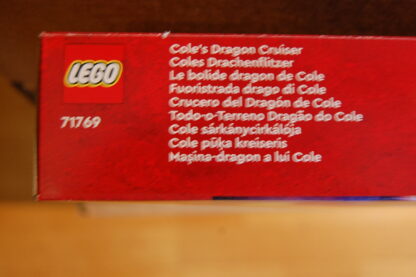 LEGO
71769
Cole's Dragon Cruiser
Coles Drachenflitzer
Le bolide dragon de Cole
Fuoristrada drago di Cole
Crucero del Dragón de Cole
Todo-o-Terreno Dragão do Cole
Cole sárkánycirkálója
Cole pūķa kreiseris
Mașina-dragon a lui Cole